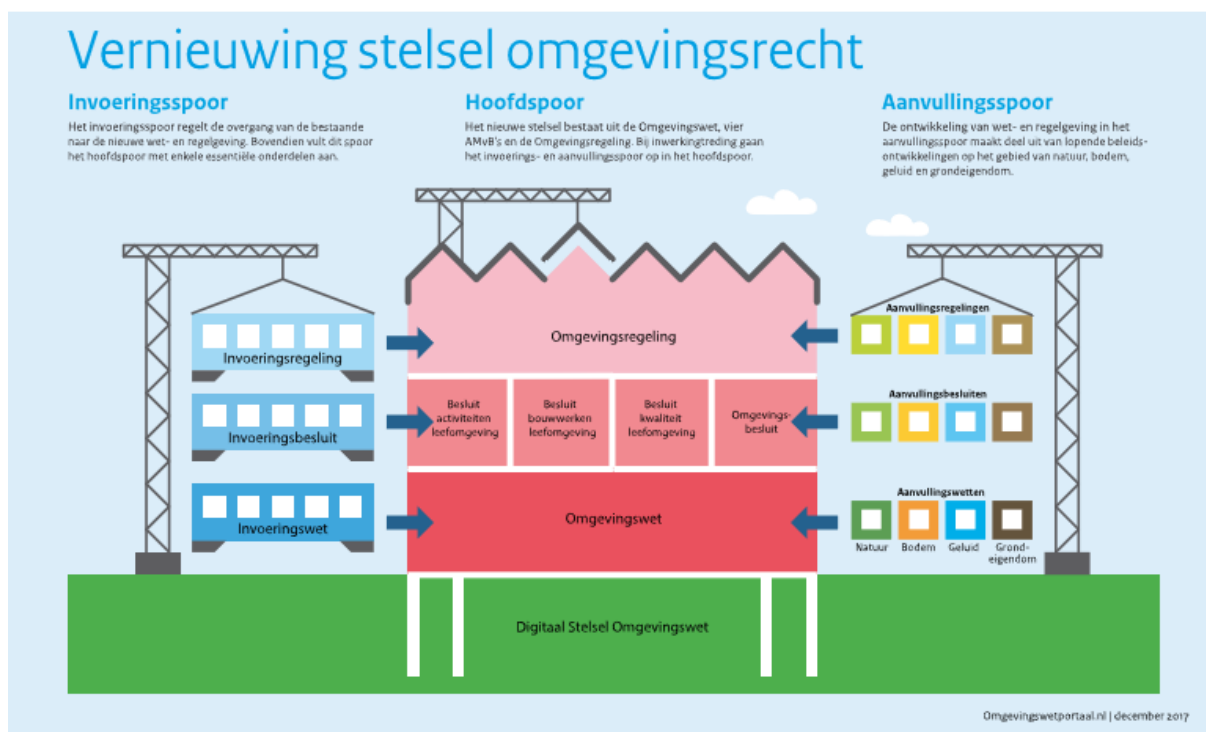 Vernieuwing stelsel omgevingsrecht
Invoeringsspoor
Het invoeringsspoor regelt de overgang van de bestaande
naar de nieuwe wet- en regelgeving. Bovendien vult dit spoor
het hoofdspoor met enkele essentiële onderdelen aan.
Hoofdspoor
Het nieuwe stelsel bestaat uit de Omgevingswet, vier
AMvB's en de Omgevingsregeling. Bij inwerkingtreding gaan
het invoerings- en aanvullingsspoor op in het hoofdspoor.
Aanvullingsspoor
De ontwikkeling van wet- en regelgeving in het
aanvullingsspoor maakt deel uit van lopende beleids-
ontwikkelingen op het gebied van natuur, bodem,
geluid en grondeigendom.
Invoeringsregeling
Invoeringsbesluit
Invoeringswet
Omgevingsregeling
Besluit
activiteiten
leefomgeving
Besluit
bouwwerken
leefomgeving
Besluit
kwaliteit
leefomgeving
Omgevings-
besluit
Omgevingswet
Digitaal Stelsel Omgevingswet
Aanvullingsregelingen
Aanvullingsbesluiten
Aanvullingswetten
Natuur
Bodem
Geluid
Grond-
eigendom
Omgevingswetportaal.nl | december 2017